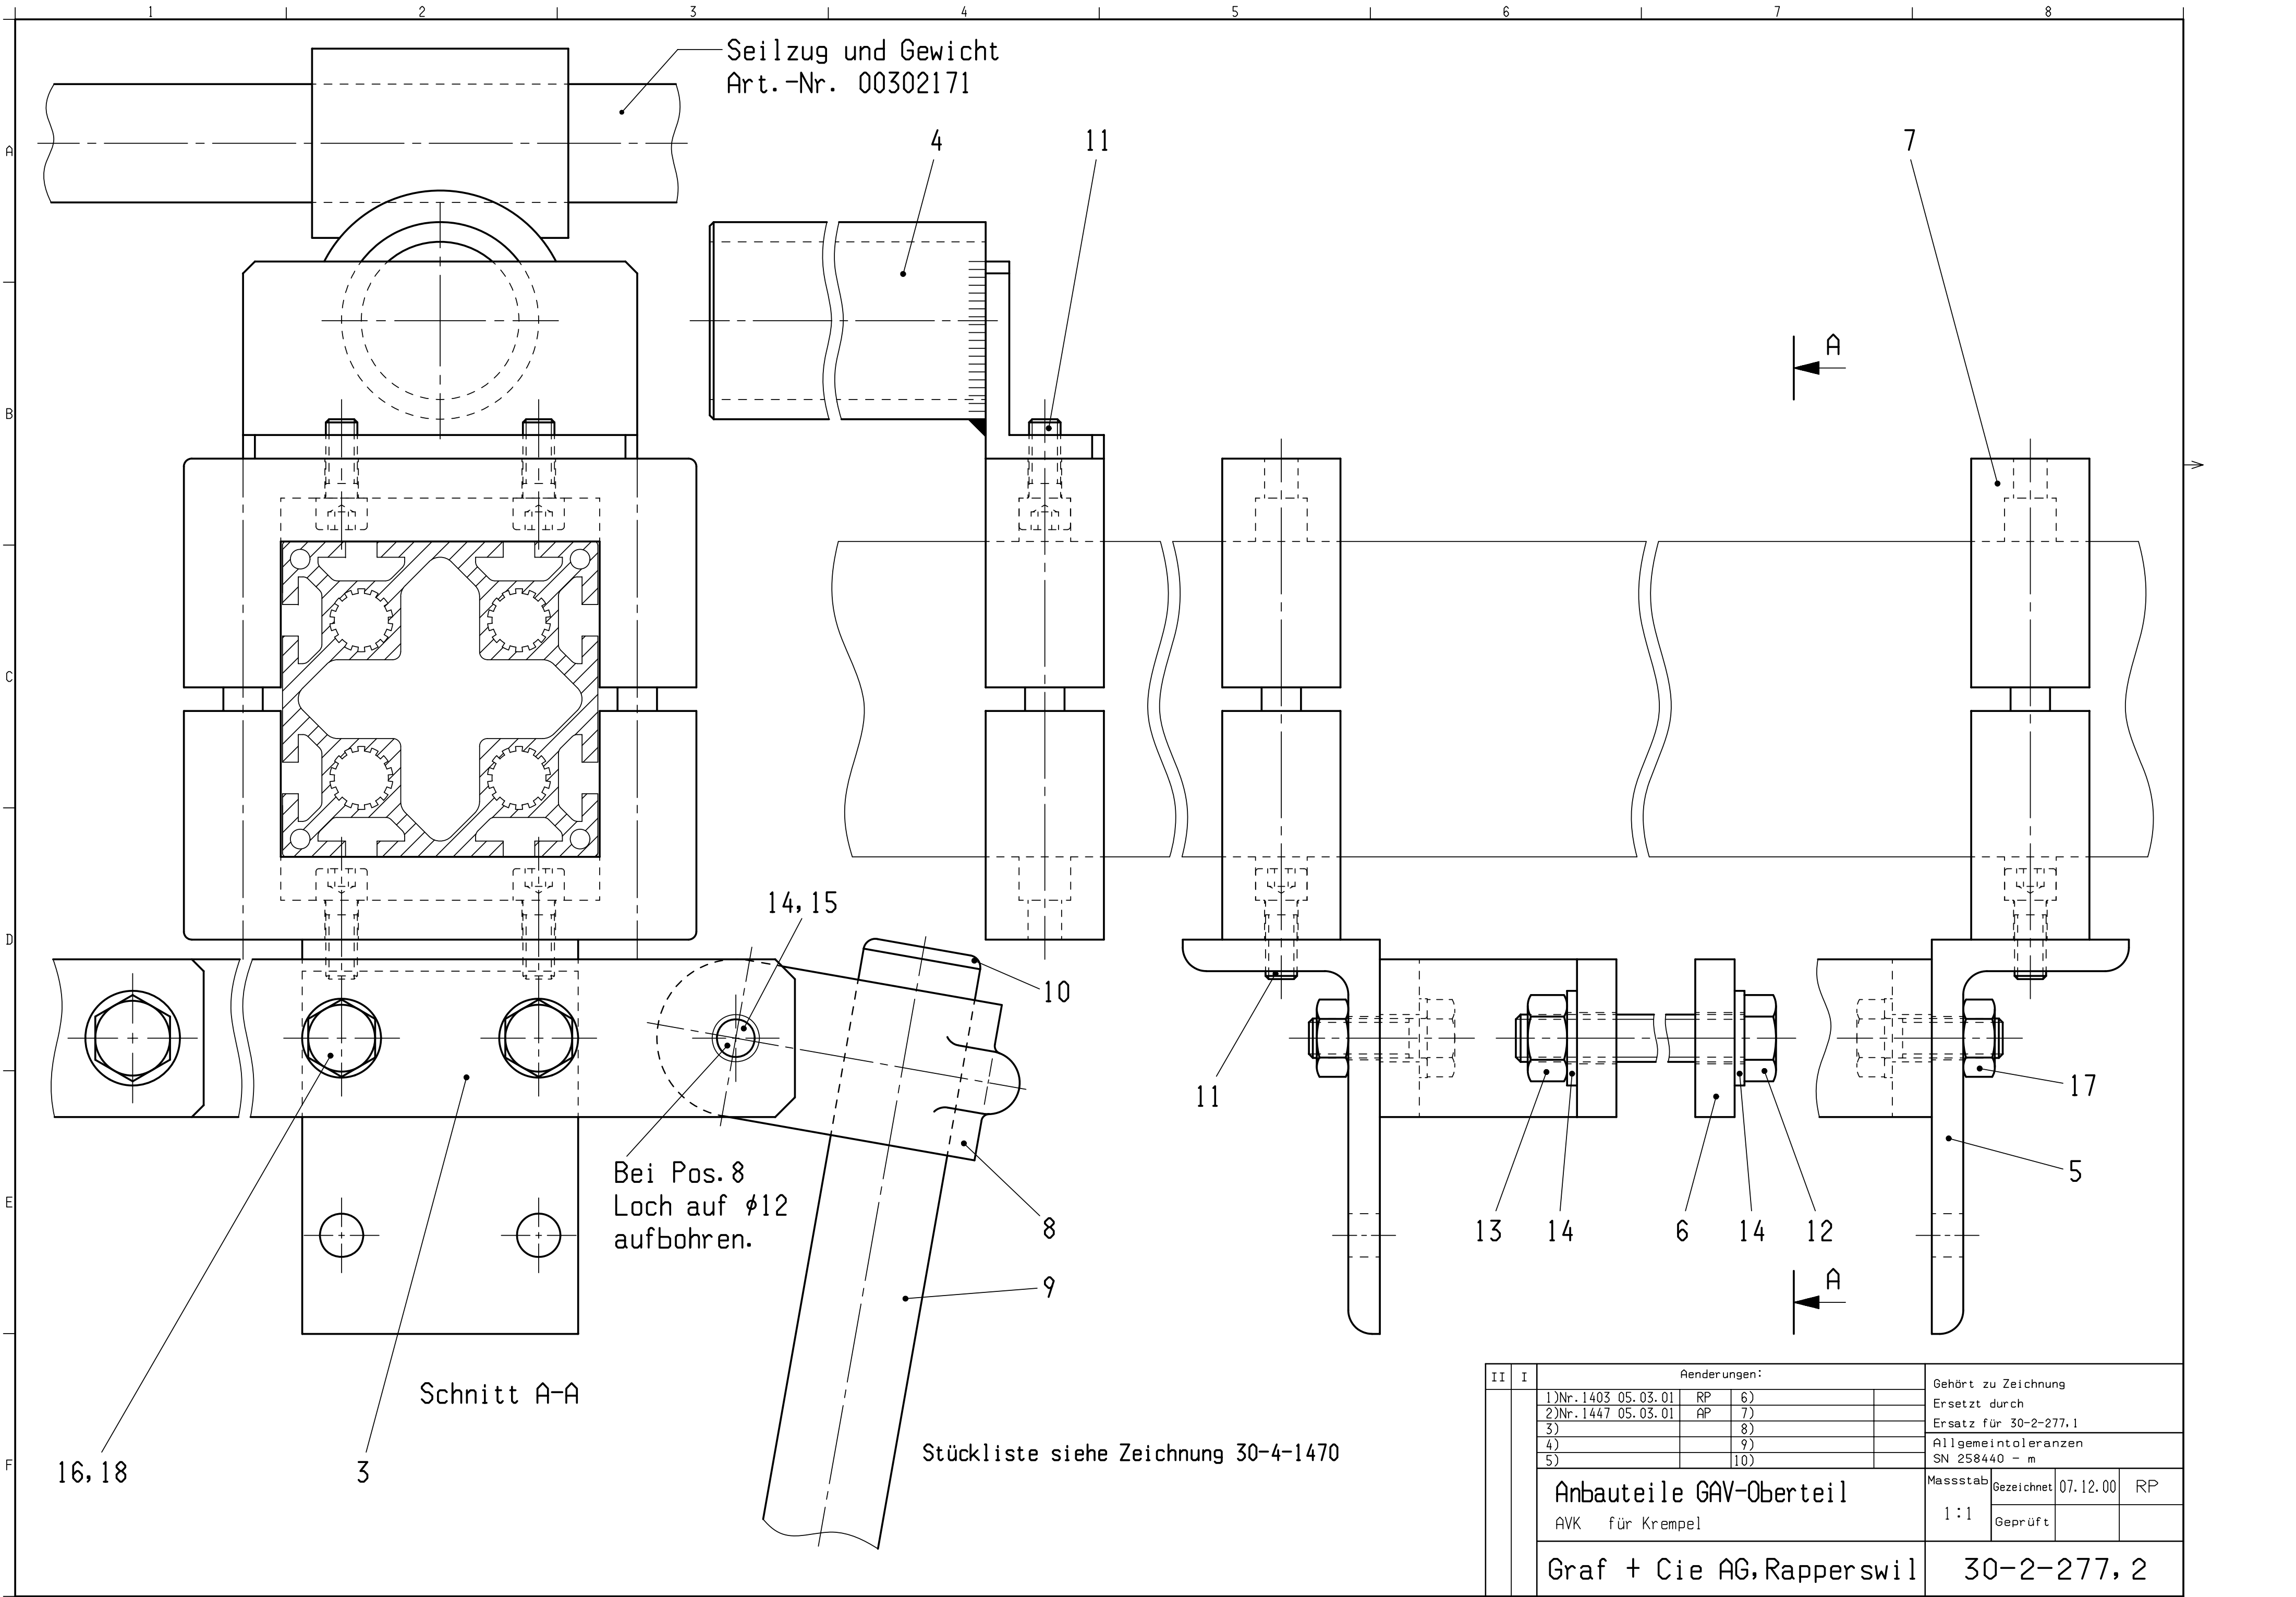 1 2 3 4 5 6 7 8
Seilzug und Gewicht
Art.-Nr. 00302171
A
4
11
7
A
B
C
14,15
D
10
11
17
Bei Pos.8
Loch auf ø12
aufbohren.
5
E
8
13
14
6
14
12
9
A
Schnitt A-A
Stückliste siehe Zeichnung 30-4-1470
16,18
3
F
II I Aenderungen:
1)Nr.1403 05.03.01 RP 6)
2)Nr.1447 05.03.01 AP 7)
3) 8)
4) 9)
5) 10)
Gehört zu Zeichnung
Ersetzt durch
Ersatz für 30-2-277,1
Allgemeintoleranzen
SN 258440 - m
Anbauteile GAV-Oberteil
AVK für Krempel
Massstab
1:1
Gezeichnet 07.12.00 RP
Geprüft
Graf + Cie AG,Rapperswil
30-2-277,2